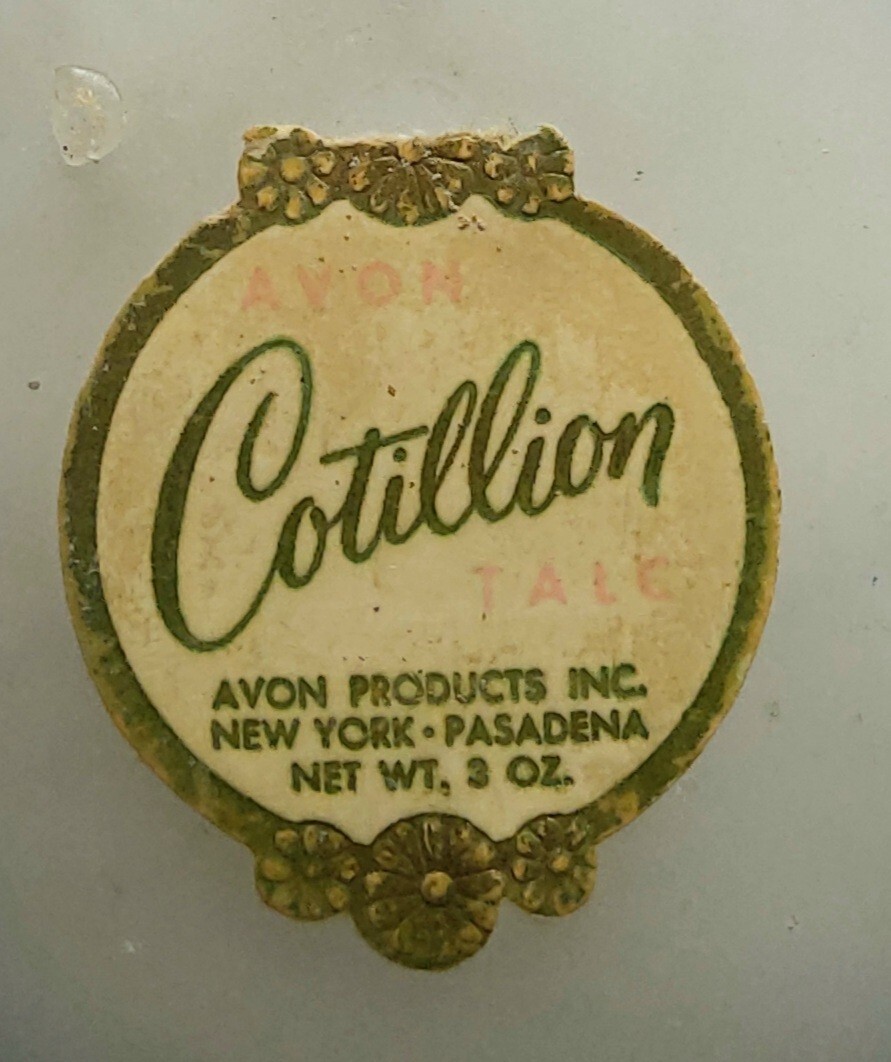 AVON
Cotillion
TALC
AVON PRODUCTS INC.
NEW YORK • PASADENA
NET WT. 3 OZ.